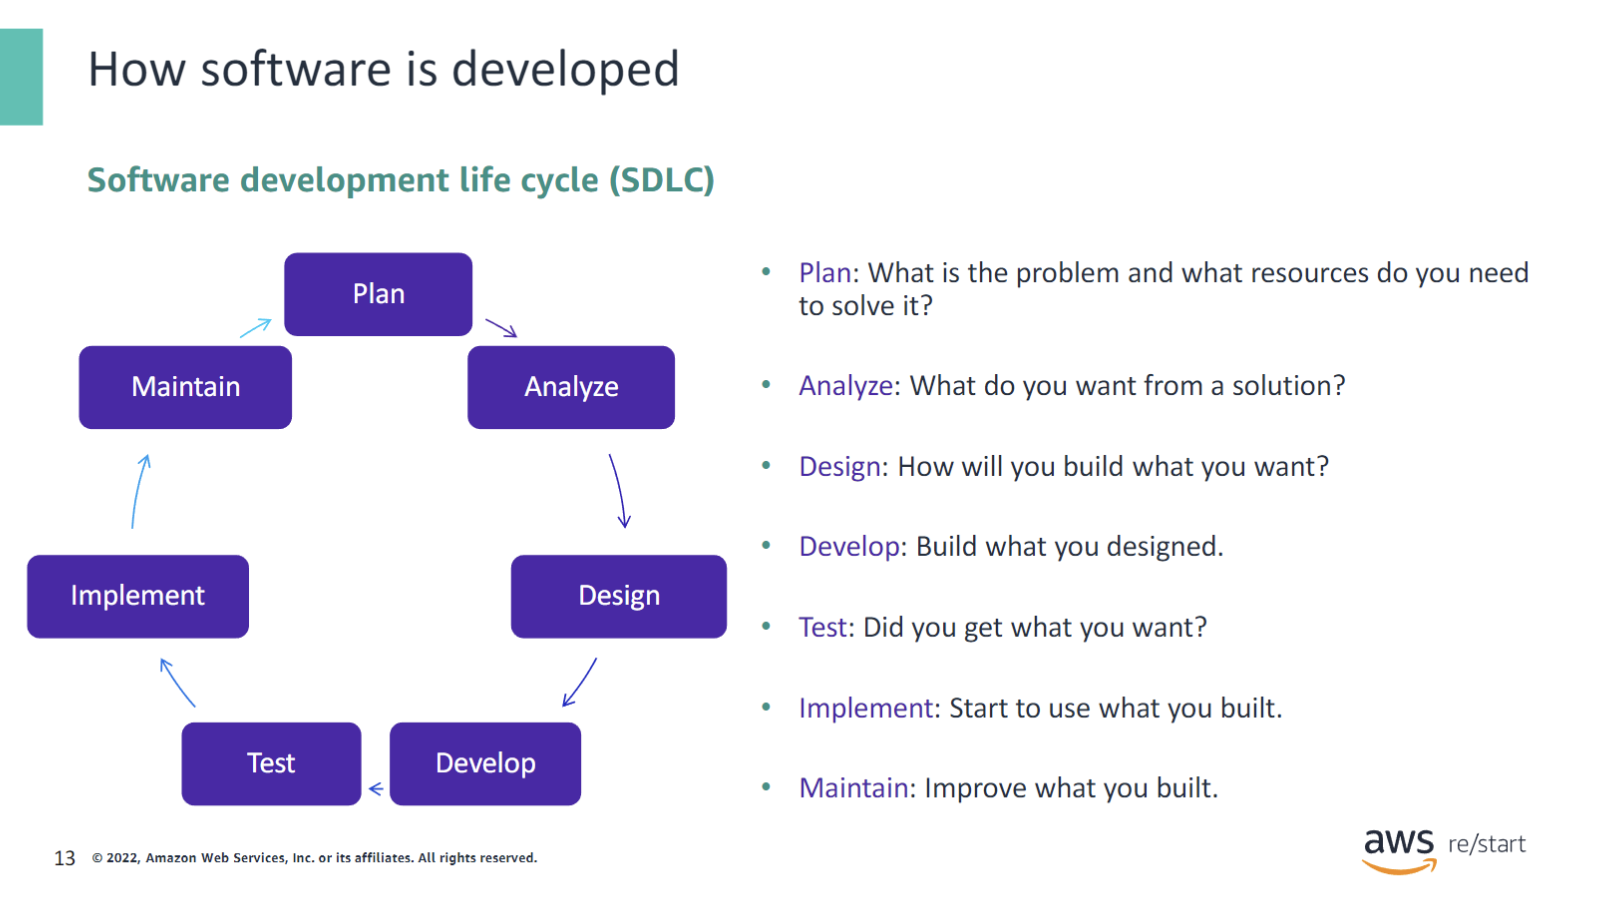 How software is developed
Software development life cycle (SDLC)
Plan
Analyze
Design
Develop
Test
Implement
Maintain
• Plan: What is the problem and what resources do you need
to solve it?
• Analyze: What do you want from a solution?
• Design: How will you build what you want?
• Develop: Build what you designed.
• Test: Did you get what you want?
• Implement: Start to use what you built.
• Maintain: Improve what you built.
13 © 2022, Amazon Web Services, Inc. or its affiliates. All rights reserved.
aws re/start